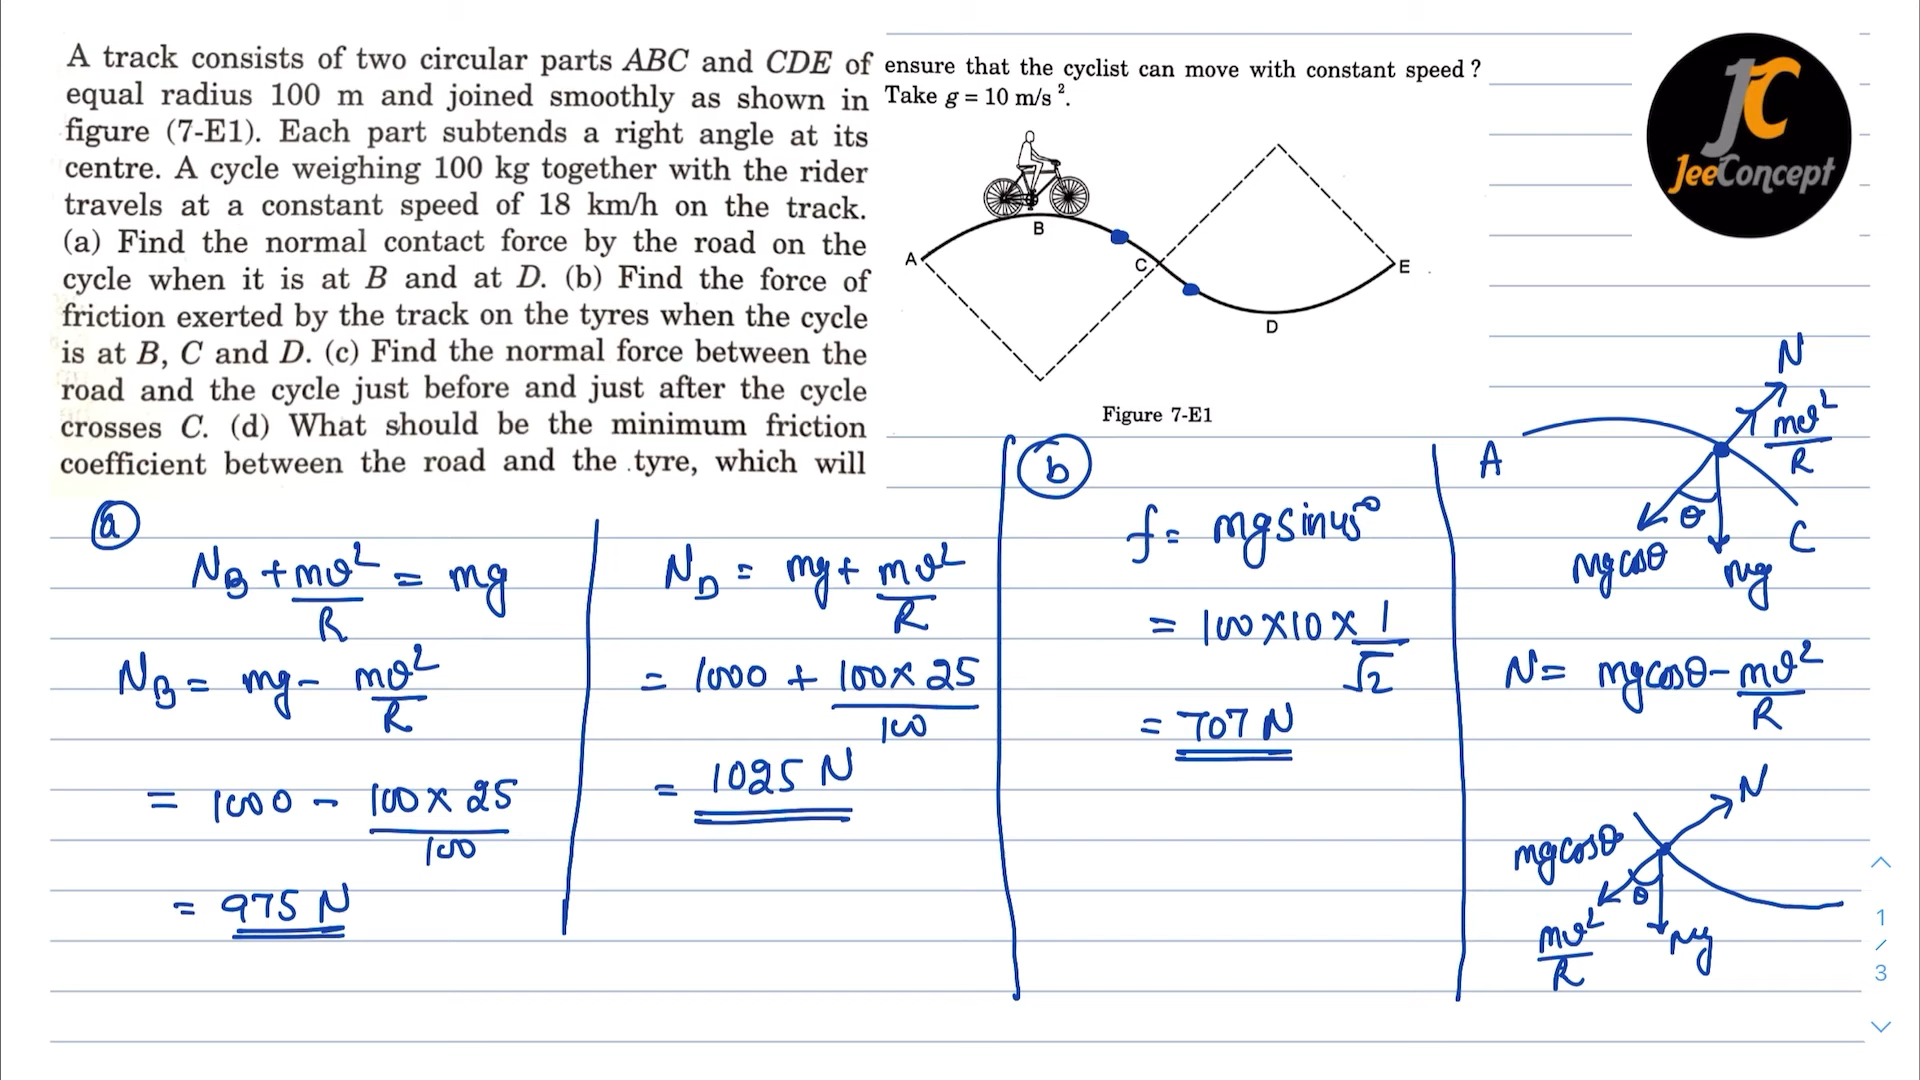 A track consists of two circular parts ABC and CDE of
equal radius 100 m and joined smoothly as shown in
figure (7-E1). Each part subtends a right angle at its
centre. A cycle weighing 100 kg together with the rider
travels at a constant speed of 18 km/h on the track.
(a) Find the normal contact force by the road on the
cycle when it is at B and at D. (b) Find the force of
friction exerted by the track on the tyres when the cycle
is at B, C and D. (c) Find the normal force between the
road and the cycle just before and just after the cycle
crosses C. (d) What should be the minimum friction
coefficient between the road and the tyre, which will
ensure that the cyclist can move with constant speed ?
Take g = 10 m/s ².
A
B
C
D
E
Figure 7-E1
JC
JeeConcept
(a)
N_B + mv²/R = mg
N_B = mg - mv²/R
= 1000 - 100 × 25/100
= 975 N
N_D = mg + mv²/R
= 1000 + 100 × 25/100
= 1025 N
(b)
f = mg sin 45°
= 100 × 10 × 1/√2
= 707 N
N
mv²/R
A
θ
C
mg cos θ
mg
N = mg cos θ - mv²/R
N
mg cos θ
θ
mv²/R
mg
1
/
3